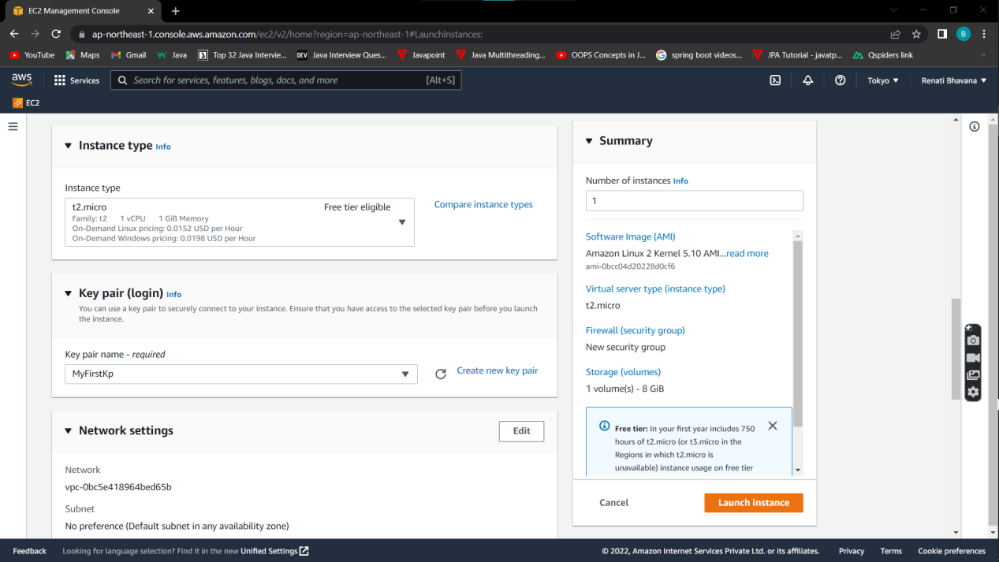 EC2 Management Console
ap-northeast-1.console.aws.amazon.com/ec2/v2/home?region=ap-northeast-1#LaunchInstances:
B
YouTube
Maps
Gmail
Java
Top 32 Java Intervie...
DEV
Java Interview Ques...
Javapoint
Java Multithreading...
OOPS Concepts in J...
spring boot videos...
JPA Tutorial - javatp...
Qspiders link
»
aws
Services
Search for services, features, blogs, docs, and more
[Alt+S]
Tokyo
Renati Bhavana
EC2
Instance type Info
Instance type
t2.micro
Free tier eligible
Family: t2 1 vCPU 1 GiB Memory
On-Demand Linux pricing: 0.0152 USD per Hour
On-Demand Windows pricing: 0.0198 USD per Hour
Compare instance types
Key pair (login) Info
You can use a key pair to securely connect to your instance. Ensure that you have access to the selected key pair before you launch
the instance.
Key pair name - required
MyFirstKp
Create new key pair
Network settings
Edit
Network
vpc-0bc5e418964bed65b
Subnet
No preference (Default subnet in any availability zone)
Summary
Number of instances Info
1
Software Image (AMI)
Amazon Linux 2 Kernel 5.10 AMI...read more
ami-0bcc04d20228d0cf6
Virtual server type (instance type)
t2.micro
Firewall (security group)
New security group
Storage (volumes)
1 volume(s) - 8 GiB
Free tier: In your first year includes 750
hours of t2.micro (or t3.micro in the
Regions in which t2.micro is
unavailable) instance usage on free tier
Cancel
Launch instance
Feedback
Looking for language selection? Find it in the new Unified Settings
© 2022, Amazon Internet Services Private Ltd. or its affiliates.
Privacy
Terms
Cookie preferences